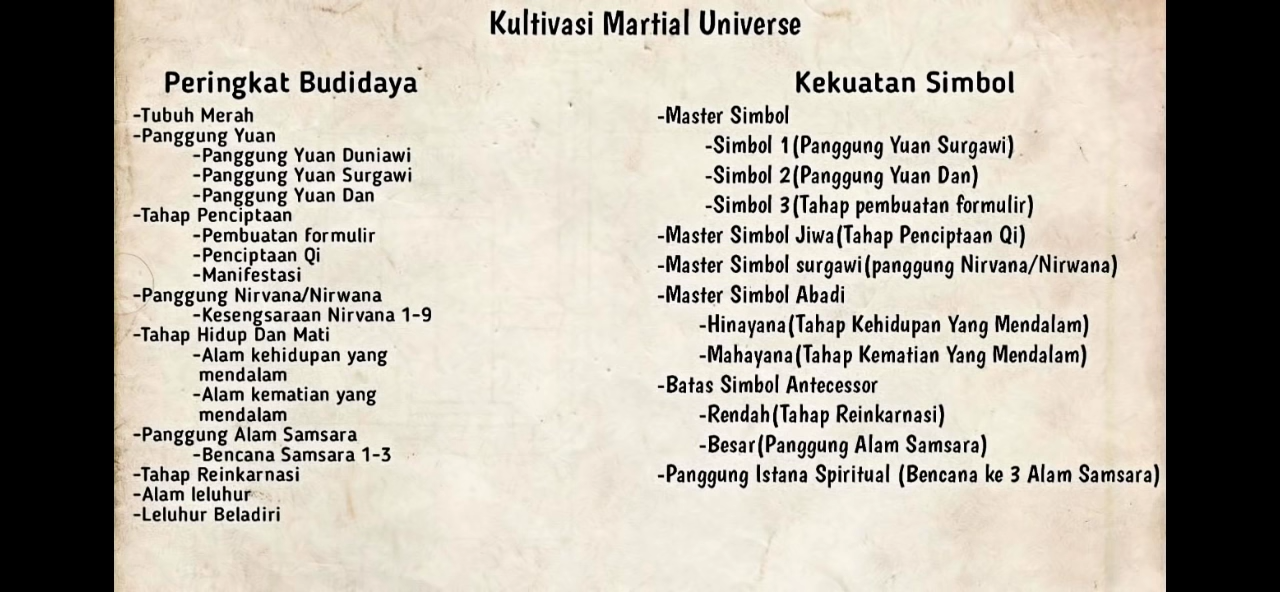 Kultivasi Martial Universe
Peringkat Budidaya
-Tubuh Merah
-Panggung Yuan
-Panggung Yuan Duniawi
-Panggung Yuan Surgawi
-Panggung Yuan Dan
-Tahap Penciptaan
-Pembuatan formulir
-Penciptaan Qi
-Manifestasi
-Panggung Nirvana/Nirwana
-Kesengsaraan Nirvana 1-9
-Tahap Hidup Dan Mati
-Alam kehidupan yang
mendalam
-Alam kematian yang
mendalam
-Panggung Alam Samsara
-Bencana Samsara 1-3
-Tahap Reinkarnasi
-Alam leluhur
-Leluhur Beladiri
Kekuatan Simbol
-Master Simbol
-Simbol 1(Panggung Yuan Surgawi)
-Simbol 2(Panggung Yuan Dan)
-Simbol 3(Tahap pembuatan formulir)
-Master Simbol Jiwa(Tahap Penciptaan Qi)
-Master Simbol surgawi(panggung Nirvana/Nirwana)
-Master Simbol Abadi
-Hinayana(Tahap Kehidupan Yang Mendalam)
-Mahayana(Tahap Kematian Yang Mendalam)
-Batas Simbol Antecessor
-Rendah(Tahap Reinkarnasi)
-Besar(Panggung Alam Samsara)
-Panggung Istana Spiritual (Bencana ke 3 Alam Samsara)